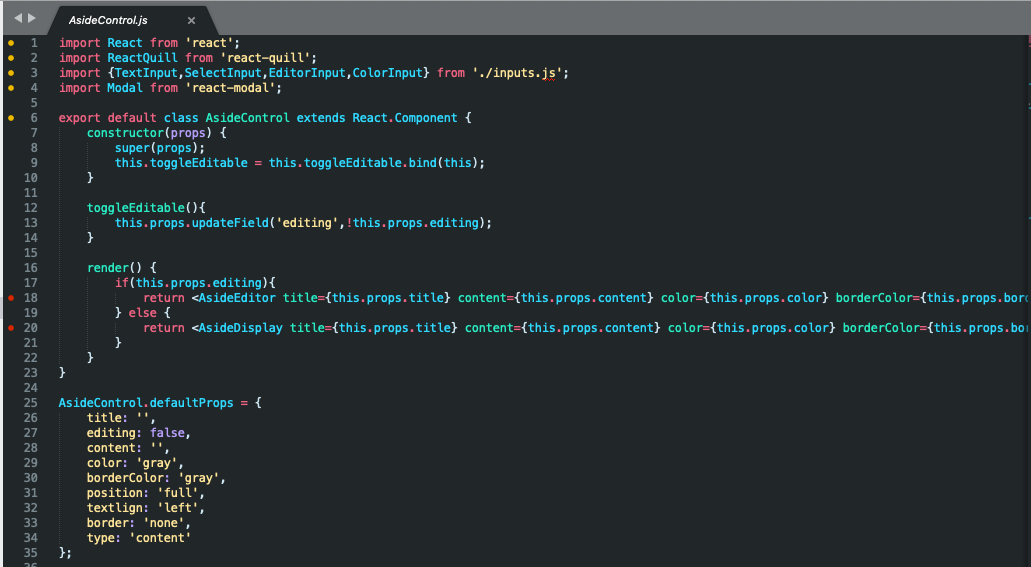 AsideControl.js ×
1 import React from 'react';
2 import ReactQuill from 'react-quill';
3 import {TextInput,SelectInput,EditorInput,ColorInput} from './inputs.js';
4 import Modal from 'react-modal';
5
6 export default class AsideControl extends React.Component {
7 constructor(props) {
8 super(props);
9 this.toggleEditable = this.toggleEditable.bind(this);
10 }
11
12 toggleEditable(){
13 this.props.updateField('editing',!this.props.editing);
14 }
15
16 render() {
17 if(this.props.editing){
18 return <AsideEditor title={this.props.title} content={this.props.content} color={this.props.color} borderColor={this.props.bor
19 } else {
20 return <AsideDisplay title={this.props.title} content={this.props.content} color={this.props.color} borderColor={this.props.bo
21 }
22 }
23 }
24
25 AsideControl.defaultProps = {
26 title: '',
27 editing: false,
28 content: '',
29 color: 'gray',
30 borderColor: 'gray',
31 position: 'full',
32 textlign: 'left',
33 border: 'none',
34 type: 'content'
35 };